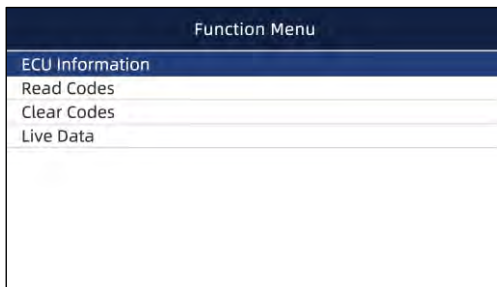 Function Menu
ECU Information
Read Codes
Clear Codes
Live Data